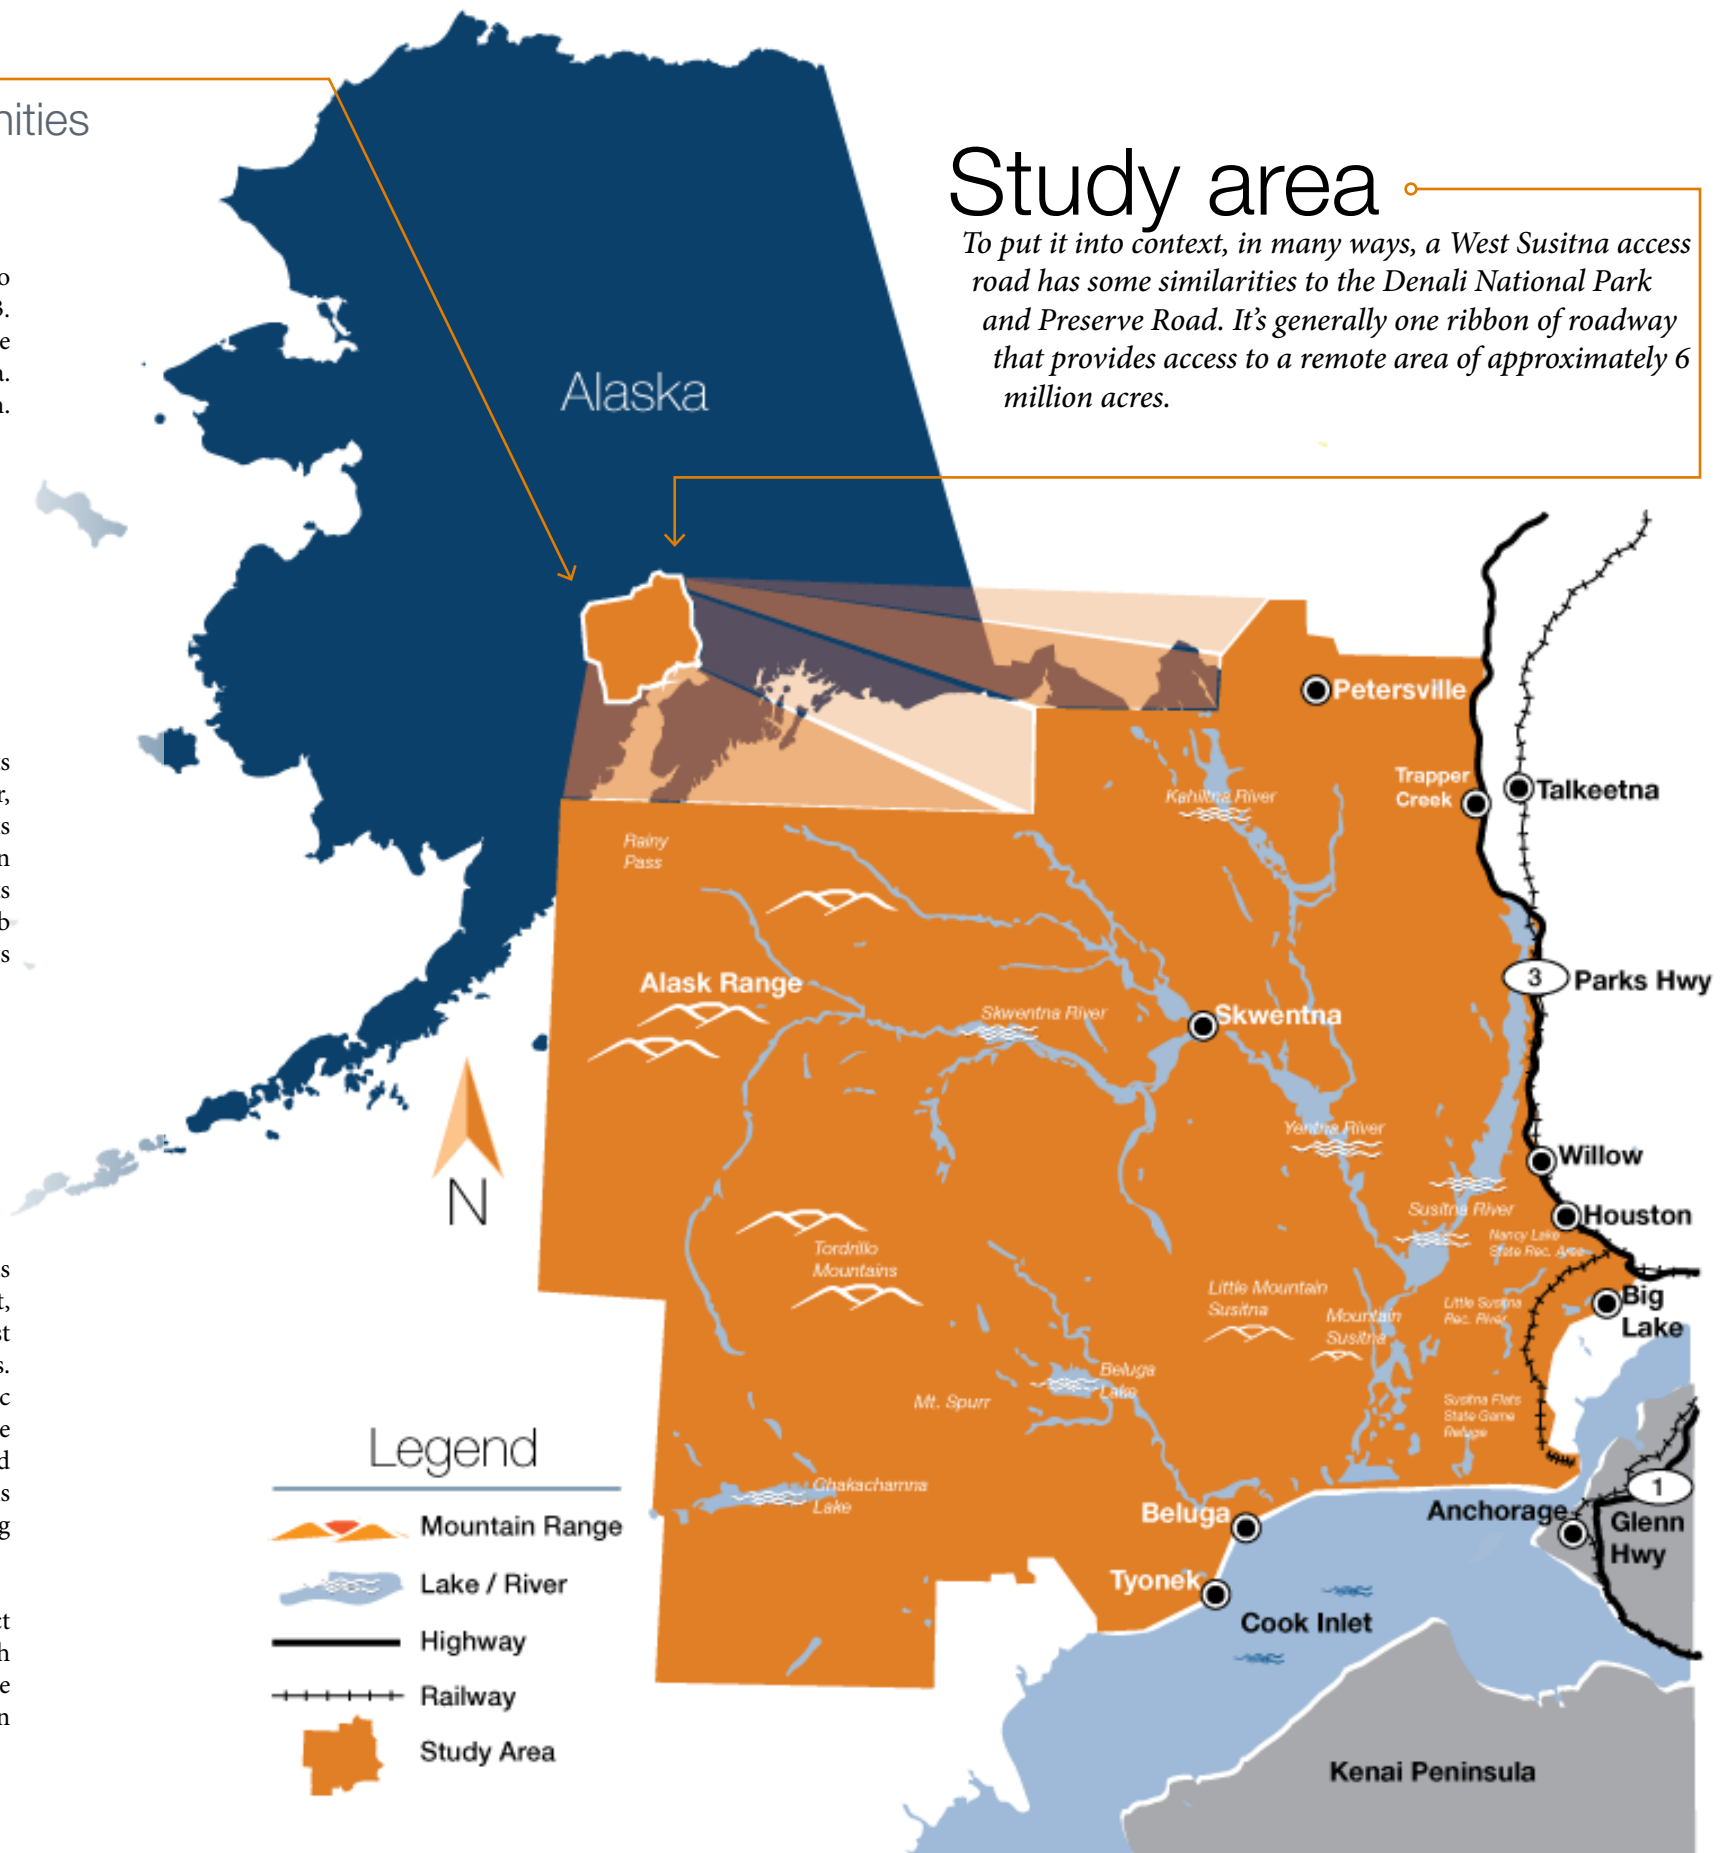 nities
o
3.
e
a.
n.
Study area
To put it into context, in many ways, a West Susitna access
road has some similarities to the Denali National Park
and Preserve Road. It's generally one ribbon of roadway
that provides access to a remote area of approximately 6
million acres.
Alaska
s
r,
s
n
s
b
s
s
t,
st
s.
c
e
d
s
g
ct
h
e
n
Petersville
Trapper
Creek
Talkeetna
Kahiltna River
Rainy
Pass
Alask Range
3
Parks Hwy
Skwentna River
Skwentna
Yentna River
Willow
Susitna River
Houston
Nancy Lake
State Rec. Area
Tordrillo
Mountains
Little Mountain
Susitna
Mountain
Susitna
Little Susitna
Rec. River
Big
Lake
Beluga
Lake
Mt. Spurr
Susitna Flats
State Game
Refuge
Chakachamna
Lake
Beluga
Anchorage
1
Glenn
Hwy
Tyonek
Cook Inlet
Kenai Peninsula
N
Legend
Mountain Range
Lake / River
Highway
Railway
Study Area